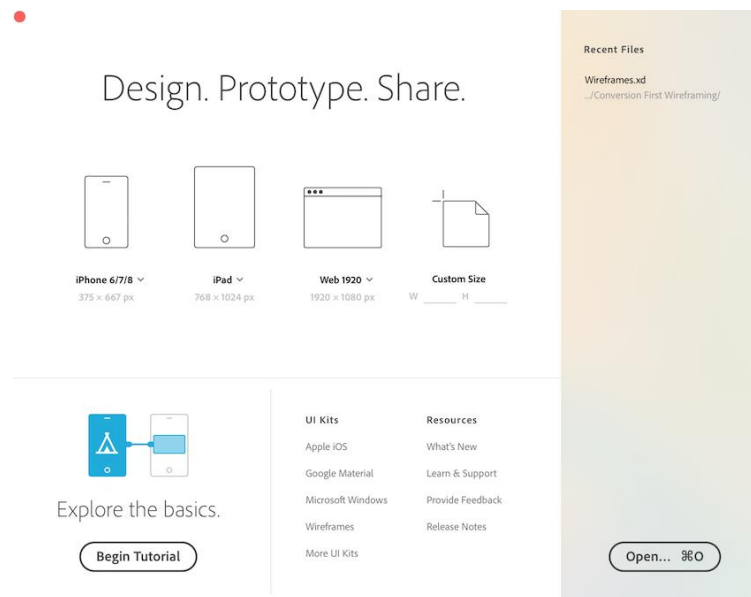 Design. Prototype. Share.
iPhone 6/7/8
375 × 667 px
iPad
768 × 1024 px
Web 1920
1920 × 1080 px
Custom Size
W H
Explore the basics.
Begin Tutorial
UI Kits
Apple iOS
Google Material
Microsoft Windows
Wireframes
More UI Kits
Resources
What's New
Learn & Support
Provide Feedback
Release Notes
Recent Files
Wireframes.xd
../Conversion First Wireframing/
Open... ⌘O